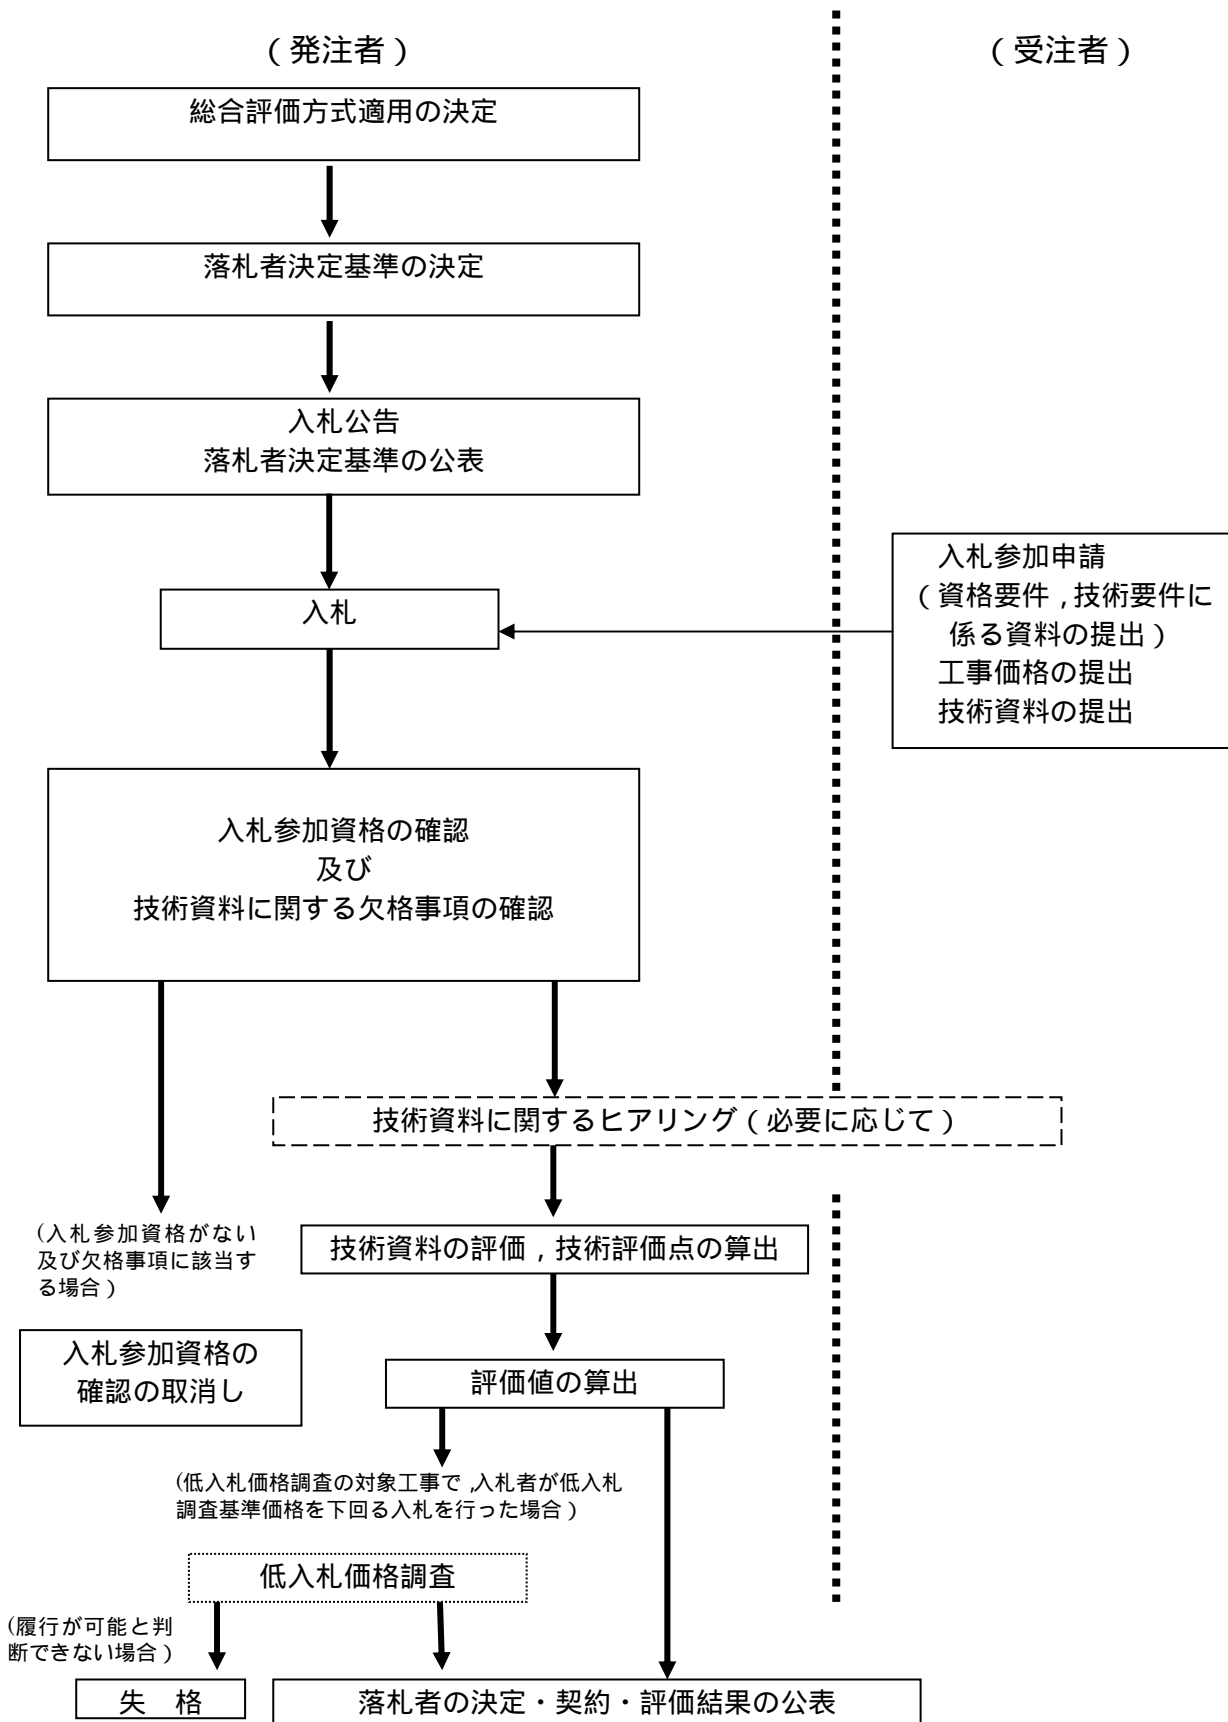 （発注者）
（受注者）
総合評価方式適用の決定
落札者決定基準の決定
入札公告
落札者決定基準の公表
入札
入札参加申請
（資格要件，技術要件に
係る資料の提出）
工事価格の提出
技術資料の提出
入札参加資格の確認
及び
技術資料に関する欠格事項の確認
技術資料に関するヒアリング（必要に応じて）
(入札参加資格がない
及び欠格事項に該当す
る場合）
技術資料の評価，技術評価点の算出
入札参加資格の
確認の取消し
評価値の算出
(低入札価格調査の対象工事で，入札者が低入札
調査基準価格を下回る入札を行った場合）
低入札価格調査
(履行が可能と判
断できない場合）
失　格
落札者の決定・契約・評価結果の公表